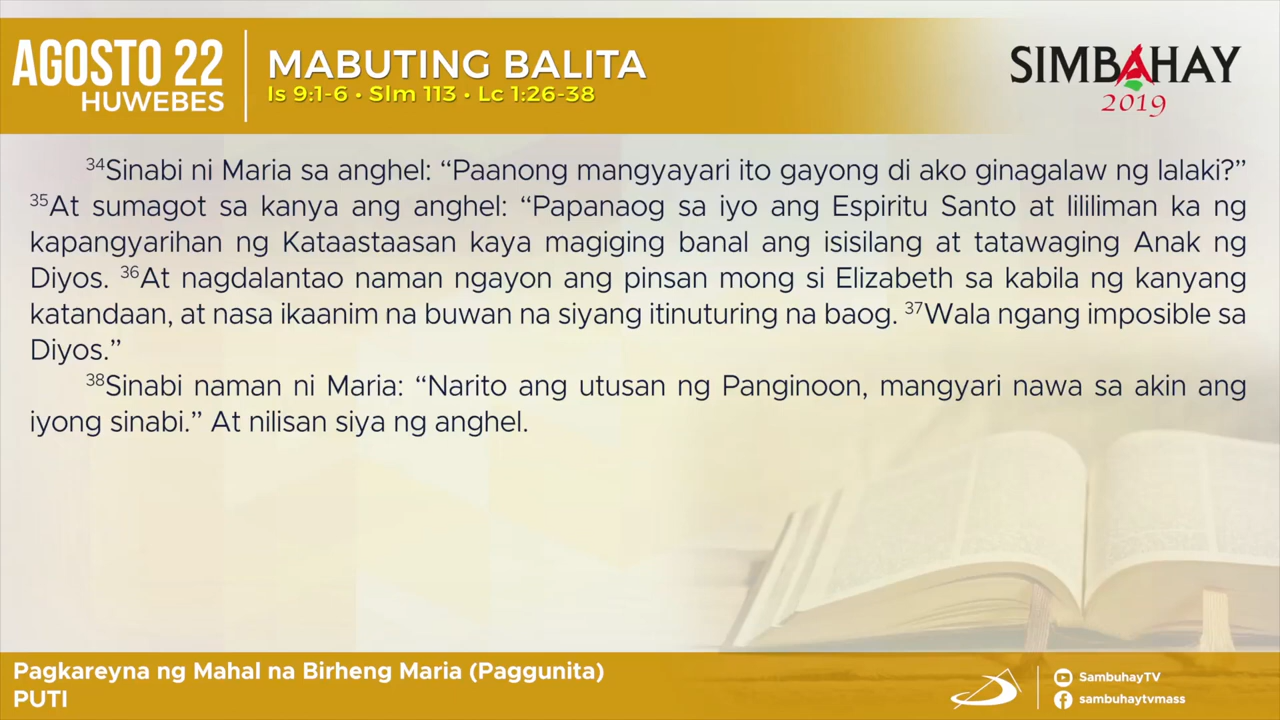 AGOSTO 22
HUWEBES
MABUTING BALITA
Is 9:1-6 • Slm 113 • Lc 1:26-38
SIMBAHAY
2019
³⁴Sinabi ni Maria sa anghel: “Paanong mangyayari ito gayong di ako ginagalaw ng lalaki?”
³⁵At sumagot sa kanya ang anghel: “Papanaog sa iyo ang Espiritu Santo at lililiman ka ng
kapangyarihan ng Kataastaasan kaya magiging banal ang isisilang at tatawaging Anak ng
Diyos. ³⁶At nagdalantao naman ngayon ang pinsan mong si Elizabeth sa kabila ng kanyang
katandaan, at nasa ikaanim na buwan na siyang itinuturing na baog. ³⁷Wala ngang imposible sa
Diyos.”
³⁸Sinabi naman ni Maria: “Narito ang utusan ng Panginoon, mangyari nawa sa akin ang
iyong sinabi.” At nilisan siya ng anghel.
Pagkareyna ng Mahal na Birheng Maria (Paggunita)
PUTI
SambuhayTV
sambuhaytvmass